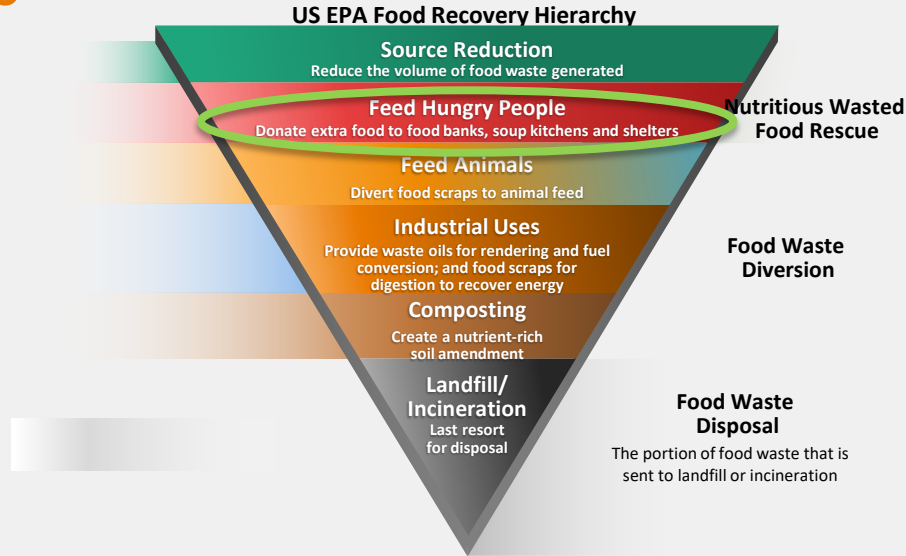 US EPA Food Recovery Hierarchy
Source Reduction
Reduce the volume of food waste generated
Feed Hungry People
Donate extra food to food banks, soup kitchens and shelters
Nutritious Wasted
Food Rescue
Feed Animals
Divert food scraps to animal feed
Industrial Uses
Provide waste oils for rendering and fuel
conversion; and food scraps for
digestion to recover energy
Food Waste
Diversion
Composting
Create a nutrient-rich
soil amendment
Landfill/
Incineration
Last resort
for disposal
Food Waste
Disposal
The portion of food waste that is
sent to landfill or incineration